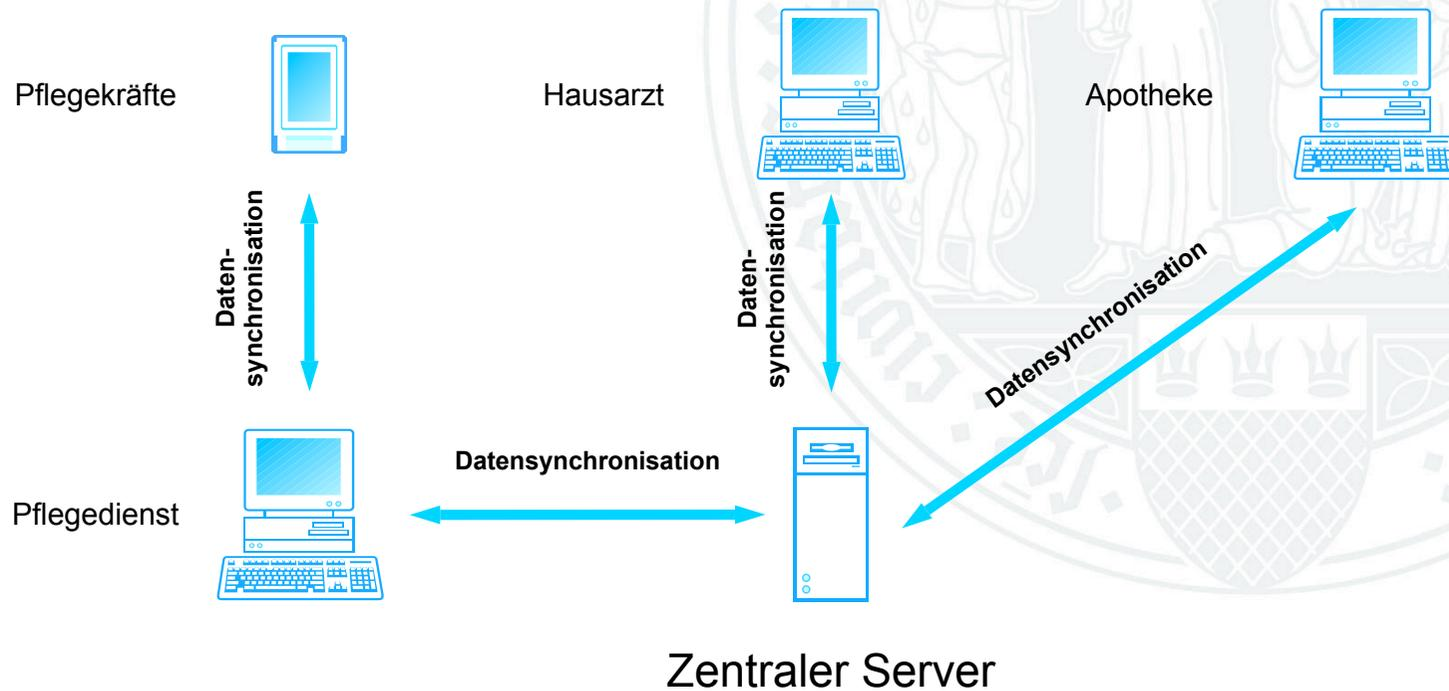 Pflegekräfte
Hausarzt
Apotheke
Daten-
synchronisation
Daten-
synchronisation
Datensynchronisation
Datensynchronisation
Pflegedienst
Zentraler Server